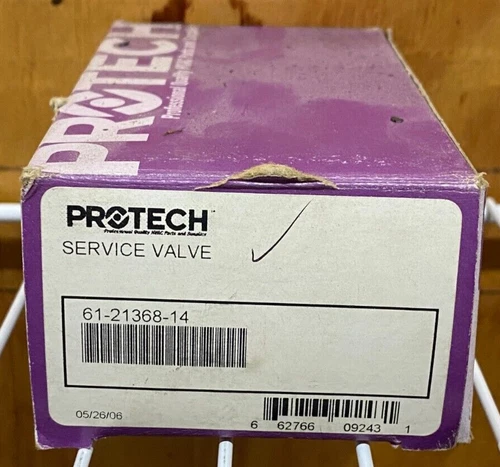 PROTECH
Professional Quality HVAC Parts and Supplies
PROTECH™
Professional Quality HVAC Parts and Supplies
SERVICE VALVE
61-21368-14
05/26/06
6 62766 09243 1